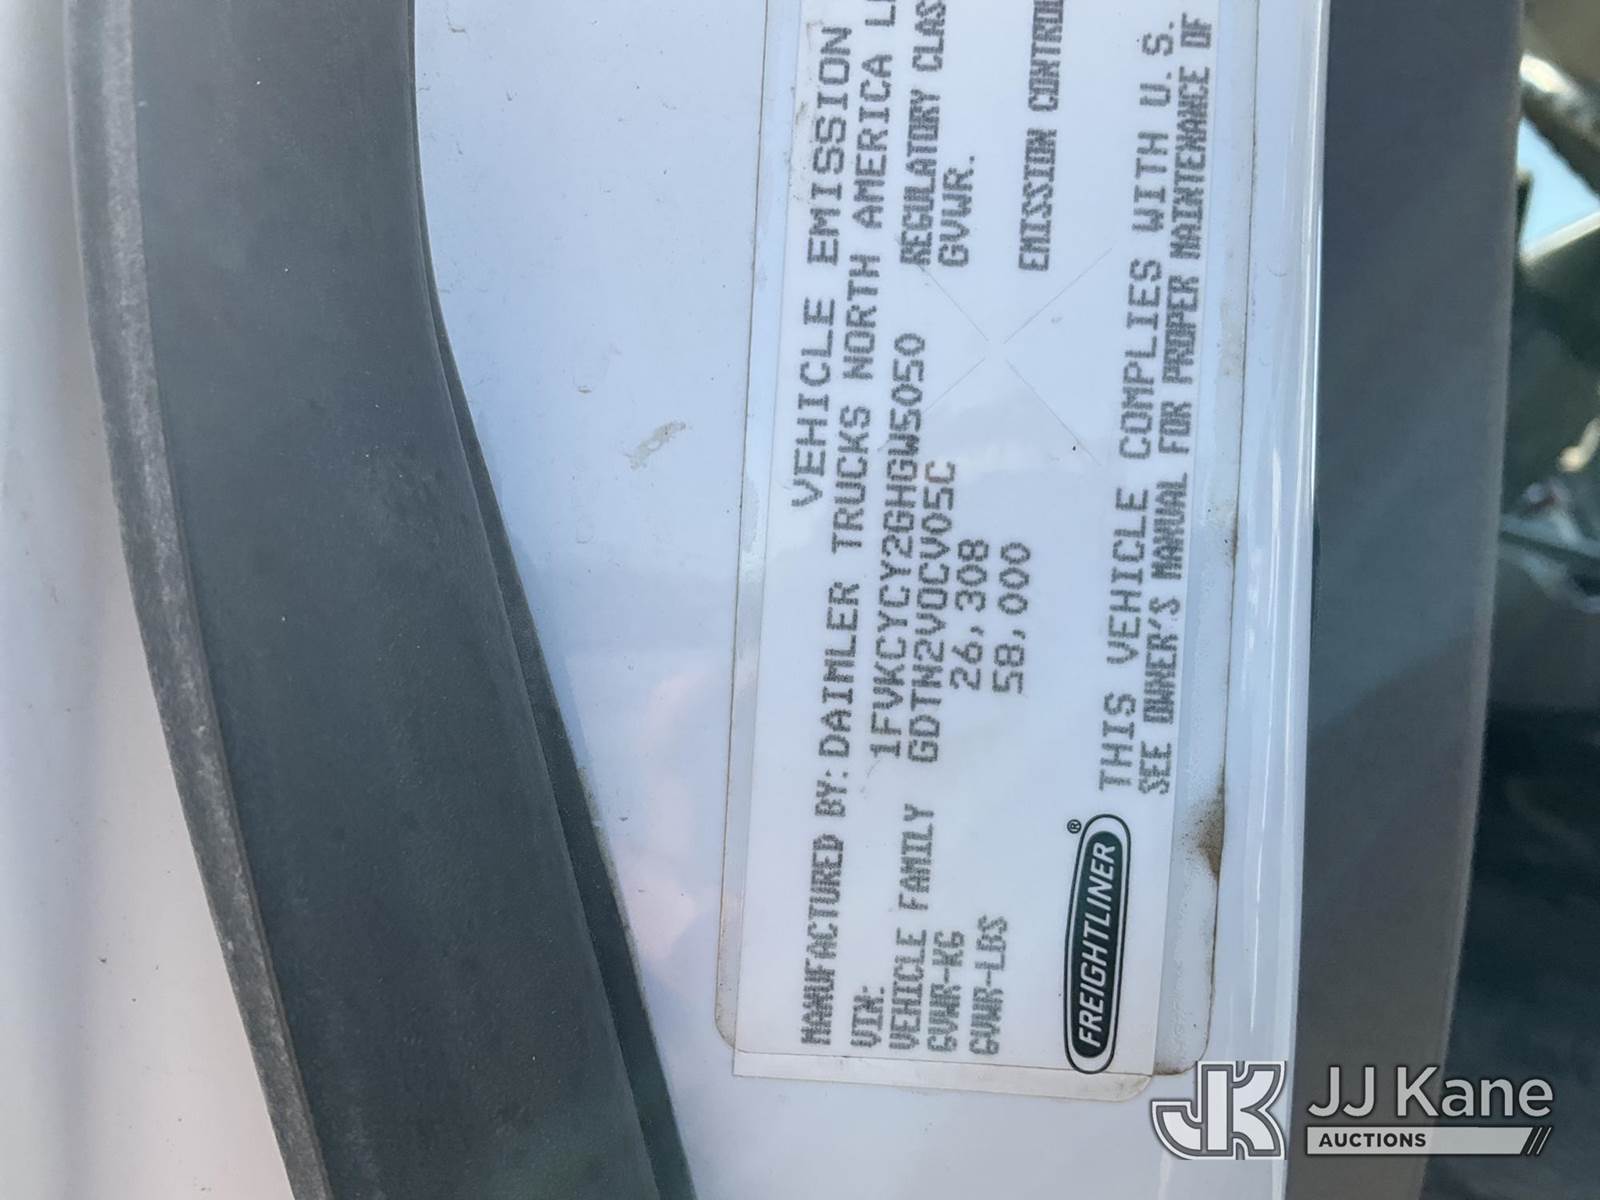 VEHICLE EMISSION
MANUFACTURED BY: DAIMLER TRUCKS NORTH AMERICA
VIN: 1FVKCYCY2GHGW5050 REGULATORY
VEHICLE FAMILY GDTN2VOCV05C GVWR.
GVWR-KG 26,308
GVWR-LBS 58,000 EMISSION
FREIGHTLINER®
THIS VEHICLE COMPLIES WITH U.S.
SEE OWNER'S MANUAL FOR PROPER MAINTENANCE OF
JK JJ Kane
AUCTIONS